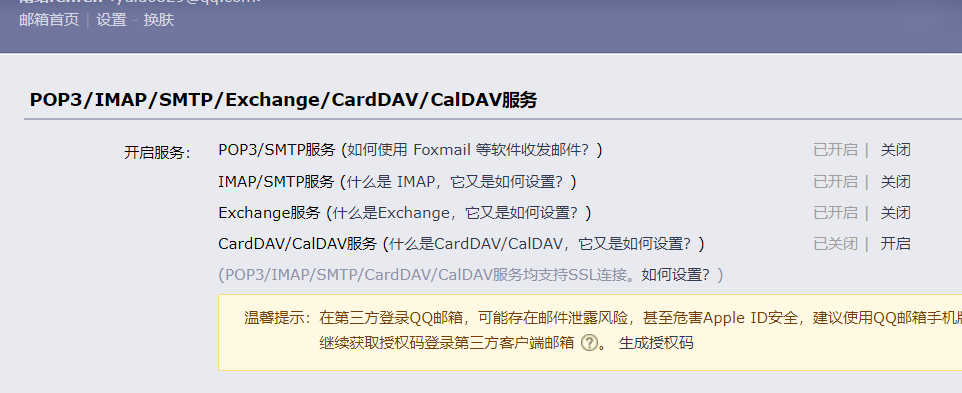 邮箱首页 | 设置 - 换肤
POP3/IMAP/SMTP/Exchange/CardDAV/CalDAV服务
开启服务： POP3/SMTP服务 (如何使用 Foxmail 等软件收发邮件？) 已开启 | 关闭
IMAP/SMTP服务 (什么是 IMAP，它又是如何设置？) 已开启 | 关闭
Exchange服务 (什么是Exchange，它又是如何设置？) 已开启 | 关闭
CardDAV/CalDAV服务 (什么是CardDAV/CalDAV，它又是如何设置？) 已关闭 | 开启
(POP3/IMAP/SMTP/CardDAV/CalDAV服务均支持SSL连接。如何设置？)
温馨提示：在第三方登录QQ邮箱，可能存在邮件泄露风险，甚至危害Apple ID安全，建议使用QQ邮箱手机版
继续获取授权码登录第三方客户端邮箱 ?。 生成授权码